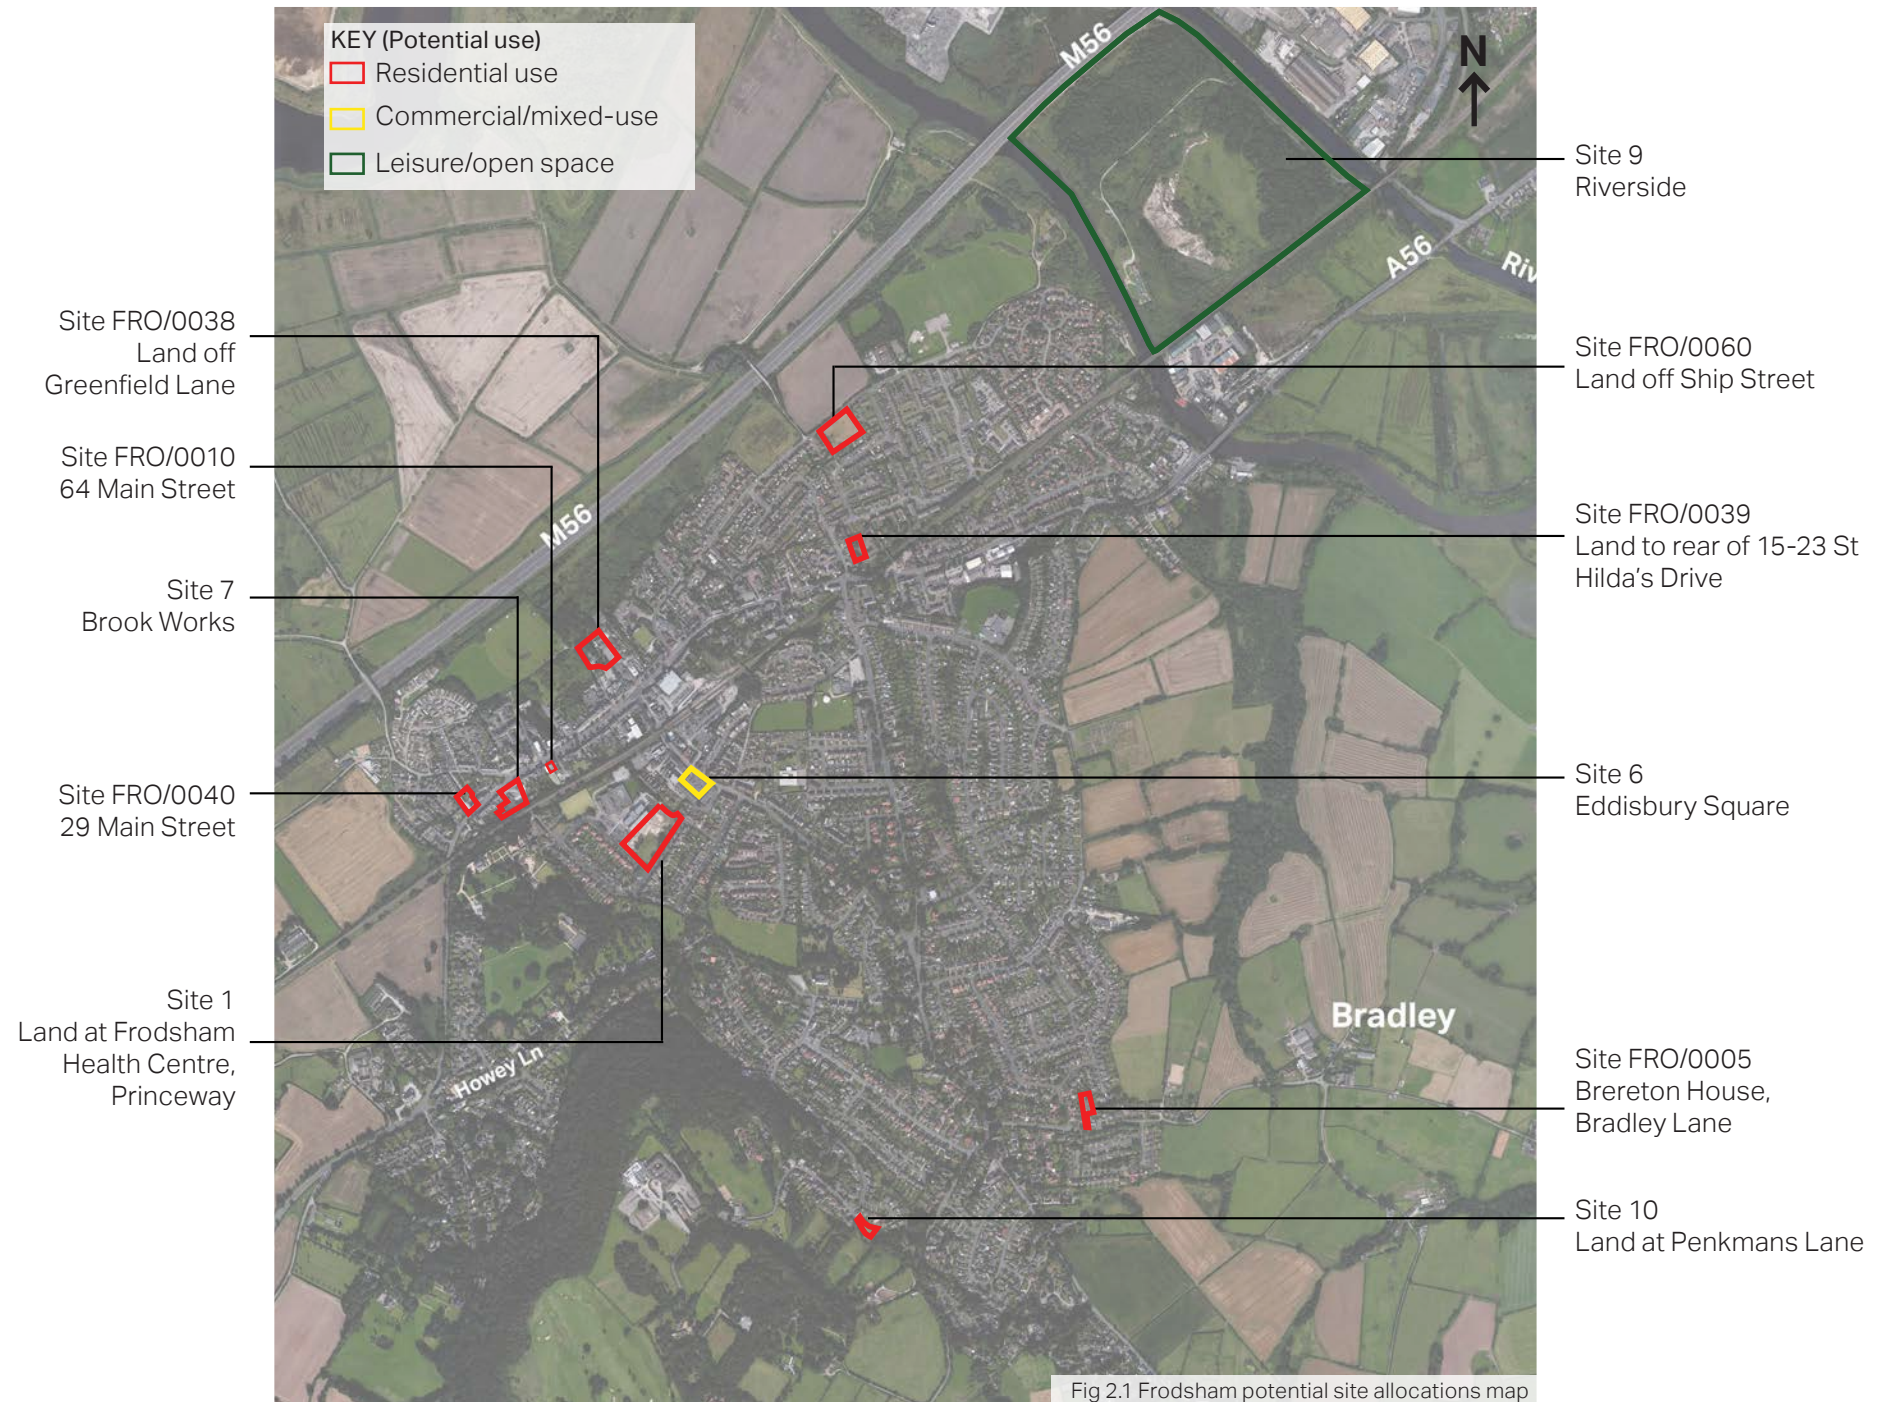 KEY (Potential use)
Residential use
Commercial/mixed-use
Leisure/open space
M56
N
Site 9
Riverside
A56
Riv
Site FRO/0038
Land off
Greenfield Lane
Site FRO/0060
Land off Ship Street
Site FRO/0010
64 Main Street
M56
Site FRO/0039
Land to rear of 15-23 St
Hilda's Drive
Site 7
Brook Works
Site FRO/0040
29 Main Street
Site 6
Eddisbury Square
Site 1
Land at Frodsham
Health Centre,
Princeway
Howey Ln
Bradley
Site FRO/0005
Brereton House,
Bradley Lane
Site 10
Land at Penkmans Lane
Fig 2.1 Frodsham potential site allocations map